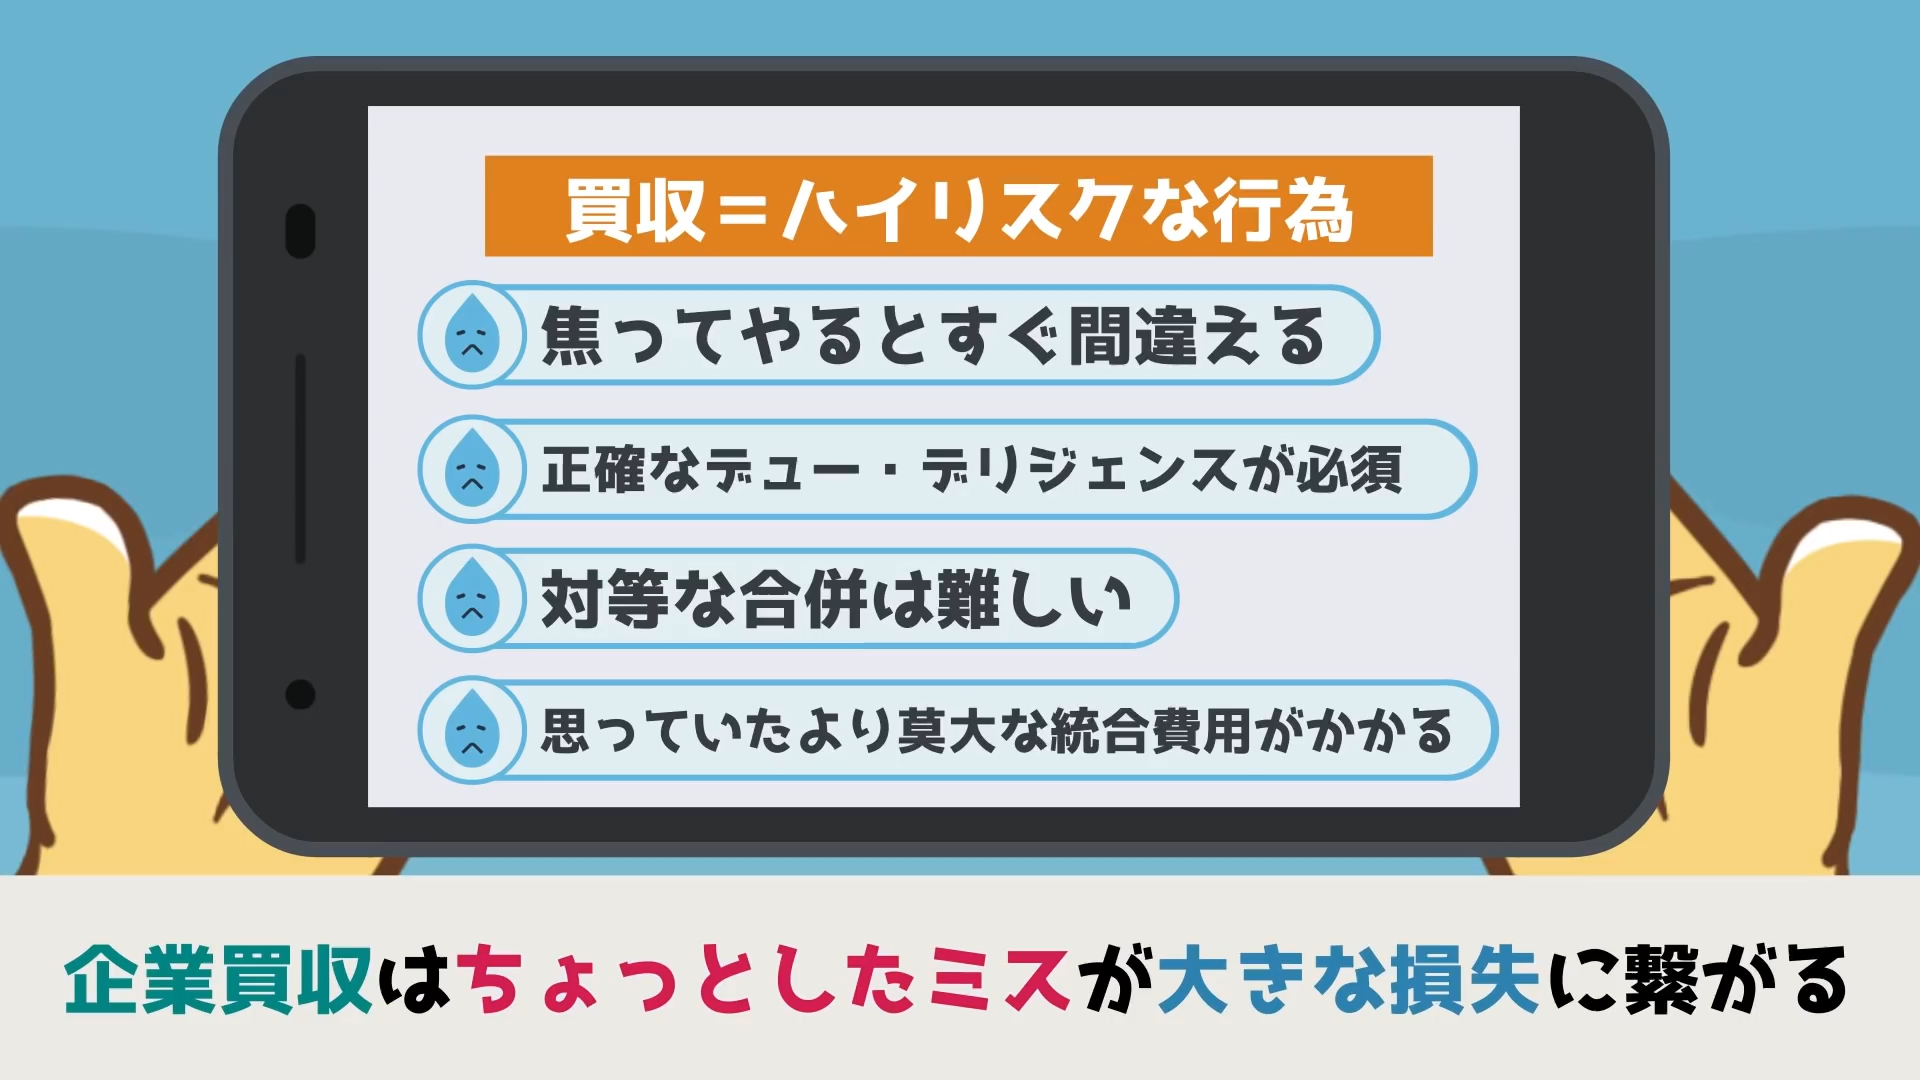 買収＝ハイリスクな行為
焦ってやるとすぐ間違える
正確なデュー・デリジェンスが必須
対等な合併は難しい
思っていたより莫大な統合費用がかかる
企業買収はちょっとしたミスが大きな損失に繋がる